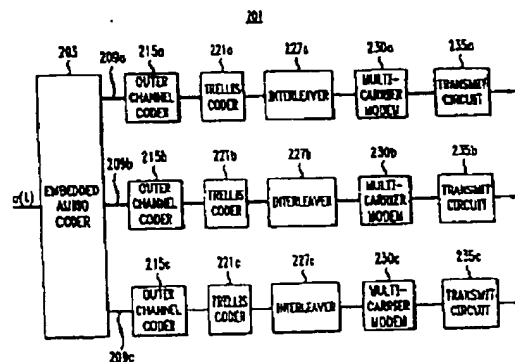 201
203
209a
215a
221a
227a
230a
235a
OUTER
CHANNEL
CODER
TRELLIS
CODER
INTERLEAVER
MULTI-
CARRIER
MODEM
TRANSMIT
CIRCUIT
a(t)
EMBEDDED
AUDIO
CODER
209b
215b
221b
227b
230b
235b
OUTER
CHANNEL
CODER
TRELLIS
CODER
INTERLEAVER
MULTI-
CARRIER
MODEM
TRANSMIT
CIRCUIT
209c
215c
221c
227c
230c
235c
OUTER
CHANNEL
CODER
TRELLIS
CODER
INTERLEAVER
MULTI-
CARRIER
MODEM
TRANSMIT
CIRCUIT